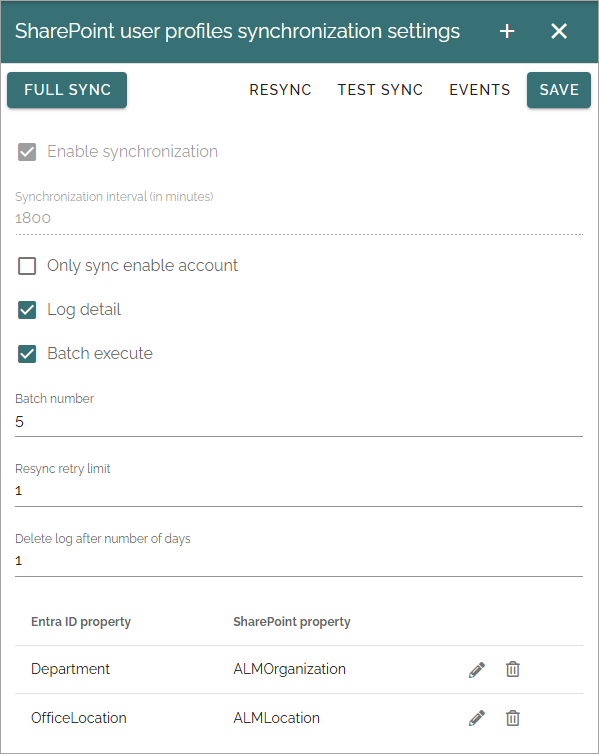 SharePoint user profiles synchronization settings
FULL SYNC RESYNC TEST SYNC EVENTS SAVE
Enable synchronization
Synchronization interval (in minutes)
1800
Only sync enable account
Log detail
Batch execute
Batch number
5
Resync retry limit
1
Delete log after number of days
1
Entra ID property SharePoint property
Department ALMOrganization
OfficeLocation ALMLocation